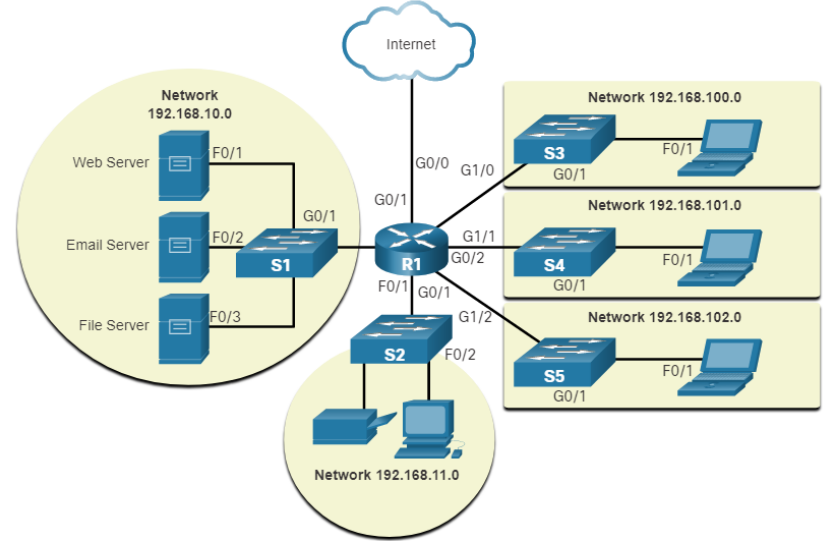 Internet
Network
192.168.10.0
Web Server
F0/1
Email Server
F0/2
File Server
F0/3
G0/1
S1
G0/0
G0/1
R1
G1/0
G1/1
G0/2
G1/2
F0/1
G0/1
S2
F0/2
Network 192.168.11.0
Network 192.168.100.0
S3
G0/1
F0/1
Network 192.168.101.0
S4
G0/1
F0/1
Network 192.168.102.0
S5
G0/1
F0/1